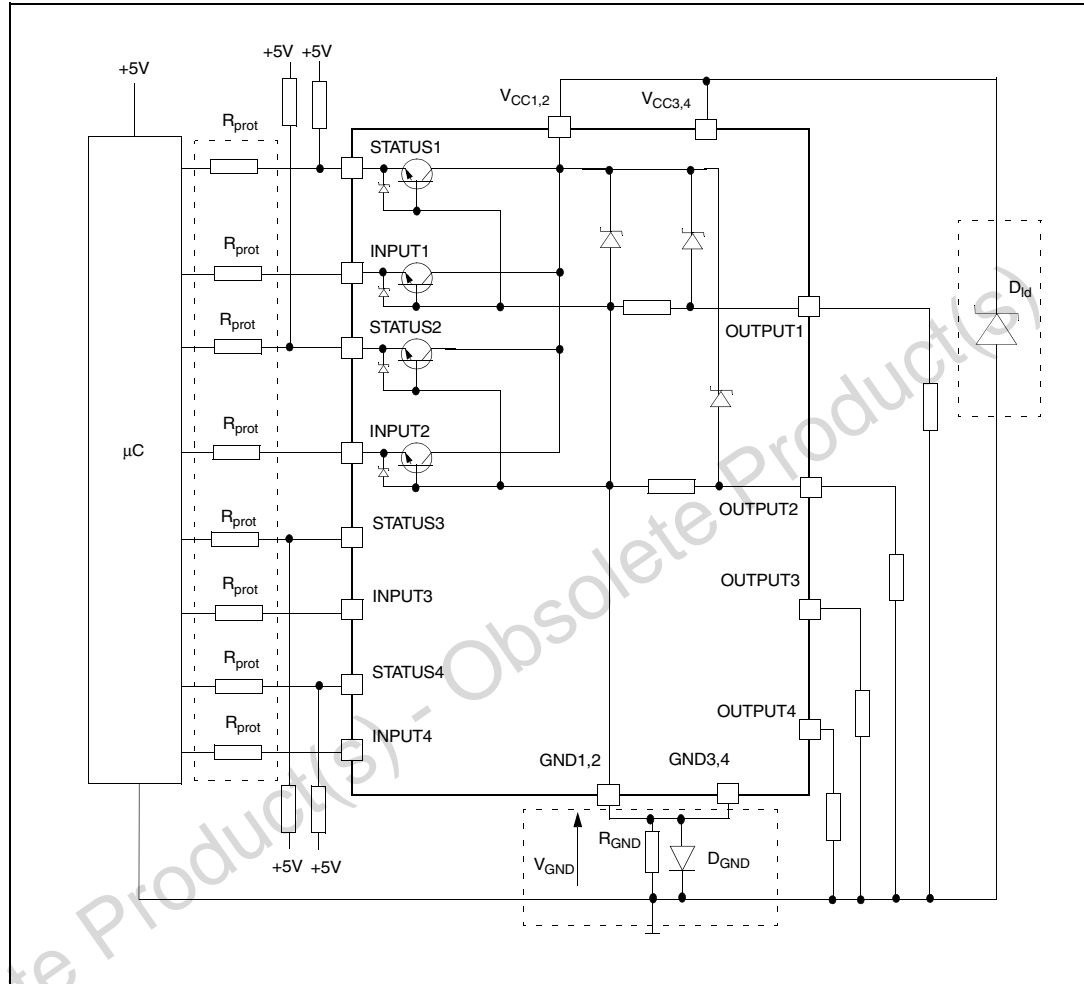 +5V +5V
+5V
VCC1,2 VCC3,4
Rprot STATUS1
Rprot INPUT1
Dld
Rprot STATUS2
OUTPUT1
Rprot INPUT2
μC
OUTPUT2
Rprot STATUS3
OUTPUT3
Rprot INPUT3
Rprot STATUS4
OUTPUT4
Rprot INPUT4
GND1,2 GND3,4
RGND
VGND DGND
+5V +5V
te Product(s) - Obsolete Product(s)